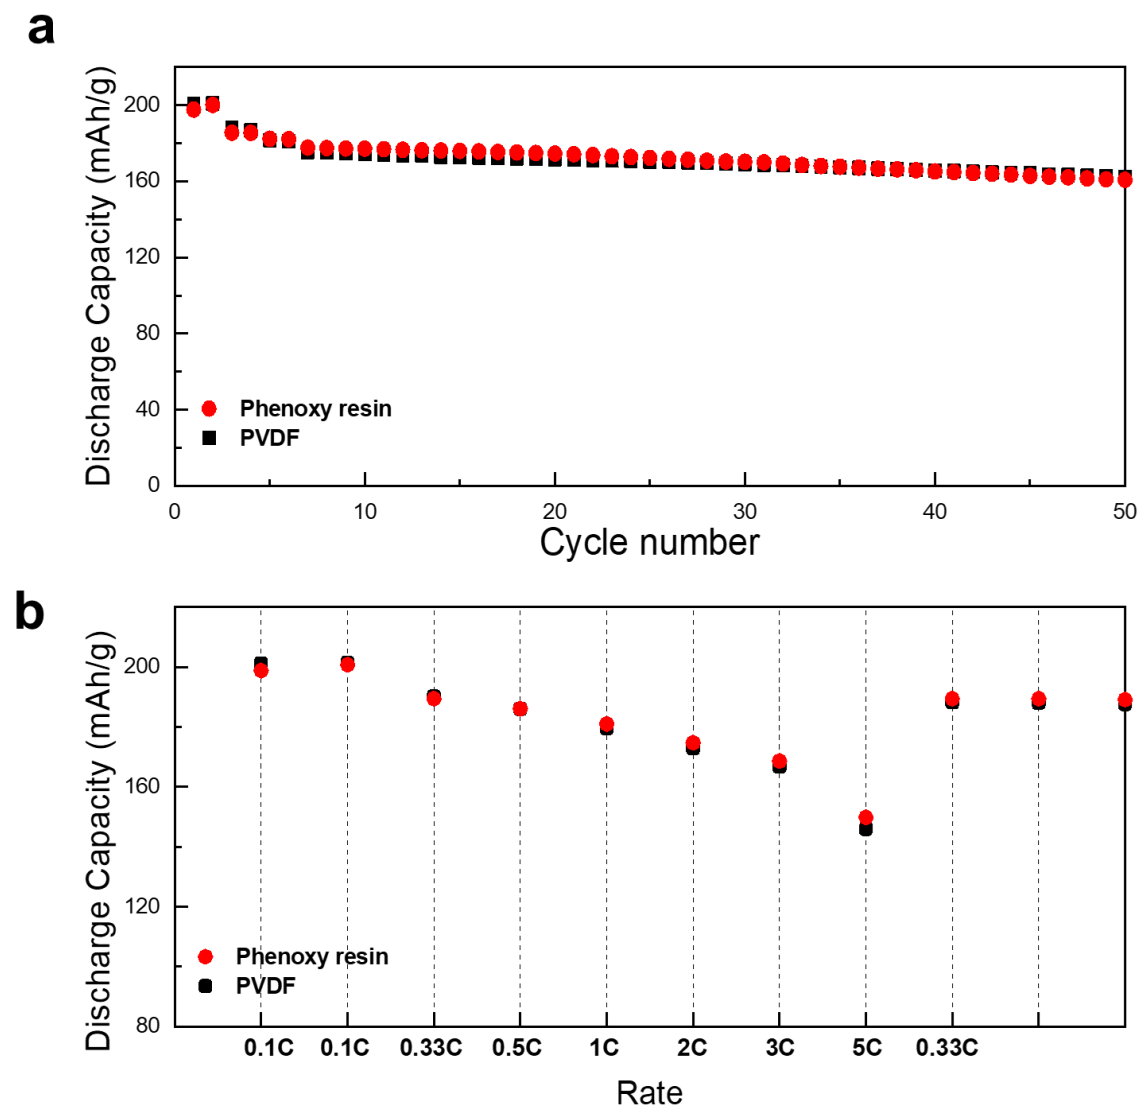 a
Discharge Capacity (mAh/g)
200
160
120
80
40
0
Phenoxy resin
PVDF
0 10 20 30 40 50
Cycle number
b
Discharge Capacity (mAh/g)
200
160
120
80
Phenoxy resin
PVDF
0.1C 0.1C 0.33C 0.5C 1C 2C 3C 5C 0.33C
Rate